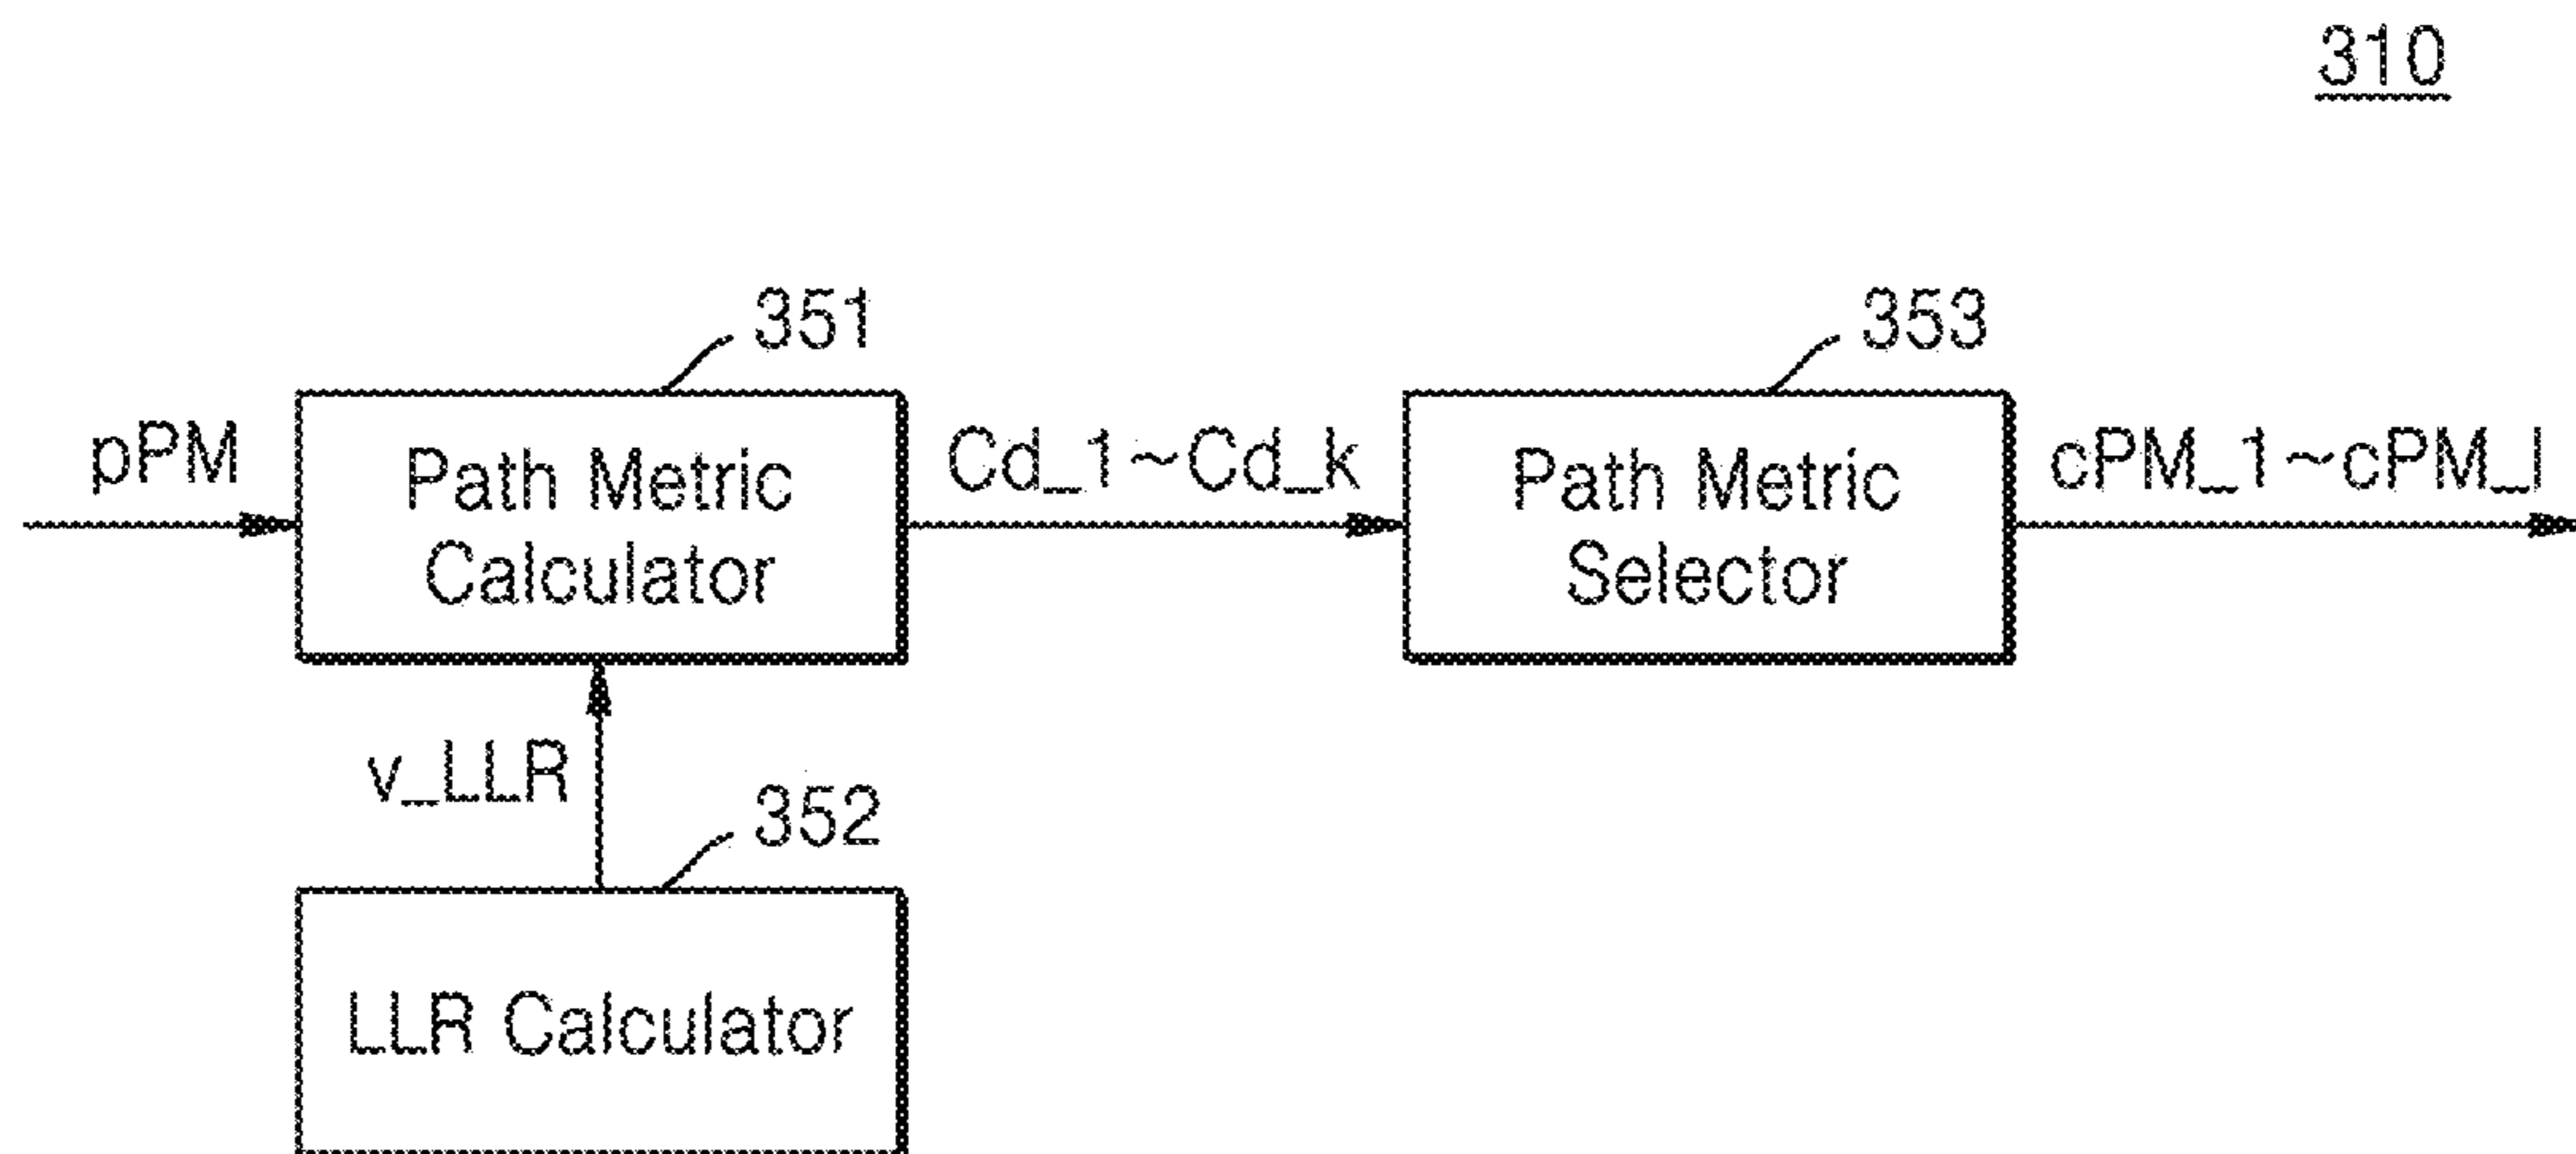 310
351
353
pPM
Path Metric
Calculator
Cd_1~Cd_k
Path Metric
Selector
cPM_1~cPM_l
v_LLR
352
LLR Calculator